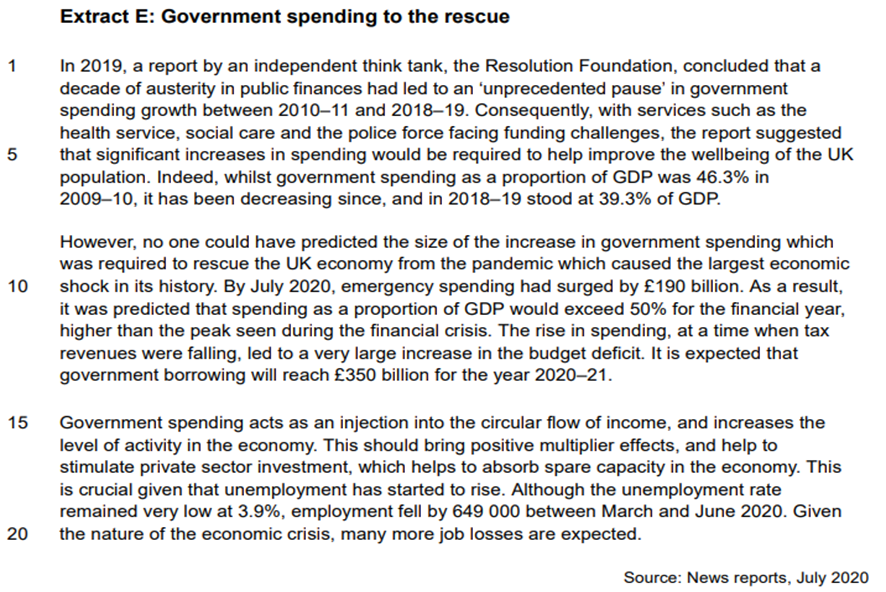 Extract E: Government spending to the rescue
1 In 2019, a report by an independent think tank, the Resolution Foundation, concluded that a
decade of austerity in public finances had led to an ‘unprecedented pause’ in government
spending growth between 2010–11 and 2018–19. Consequently, with services such as the
health service, social care and the police force facing funding challenges, the report suggested
5 that significant increases in spending would be required to help improve the wellbeing of the UK
population. Indeed, whilst government spending as a proportion of GDP was 46.3% in
2009–10, it has been decreasing since, and in 2018–19 stood at 39.3% of GDP.
However, no one could have predicted the size of the increase in government spending which
was required to rescue the UK economy from the pandemic which caused the largest economic
10 shock in its history. By July 2020, emergency spending had surged by £190 billion. As a result,
it was predicted that spending as a proportion of GDP would exceed 50% for the financial year,
higher than the peak seen during the financial crisis. The rise in spending, at a time when tax
revenues were falling, led to a very large increase in the budget deficit. It is expected that
government borrowing will reach £350 billion for the year 2020–21.
15 Government spending acts as an injection into the circular flow of income, and increases the
level of activity in the economy. This should bring positive multiplier effects, and help to
stimulate private sector investment, which helps to absorb spare capacity in the economy. This
is crucial given that unemployment has started to rise. Although the unemployment rate
remained very low at 3.9%, employment fell by 649 000 between March and June 2020. Given
20 the nature of the economic crisis, many more job losses are expected.
Source: News reports, July 2020